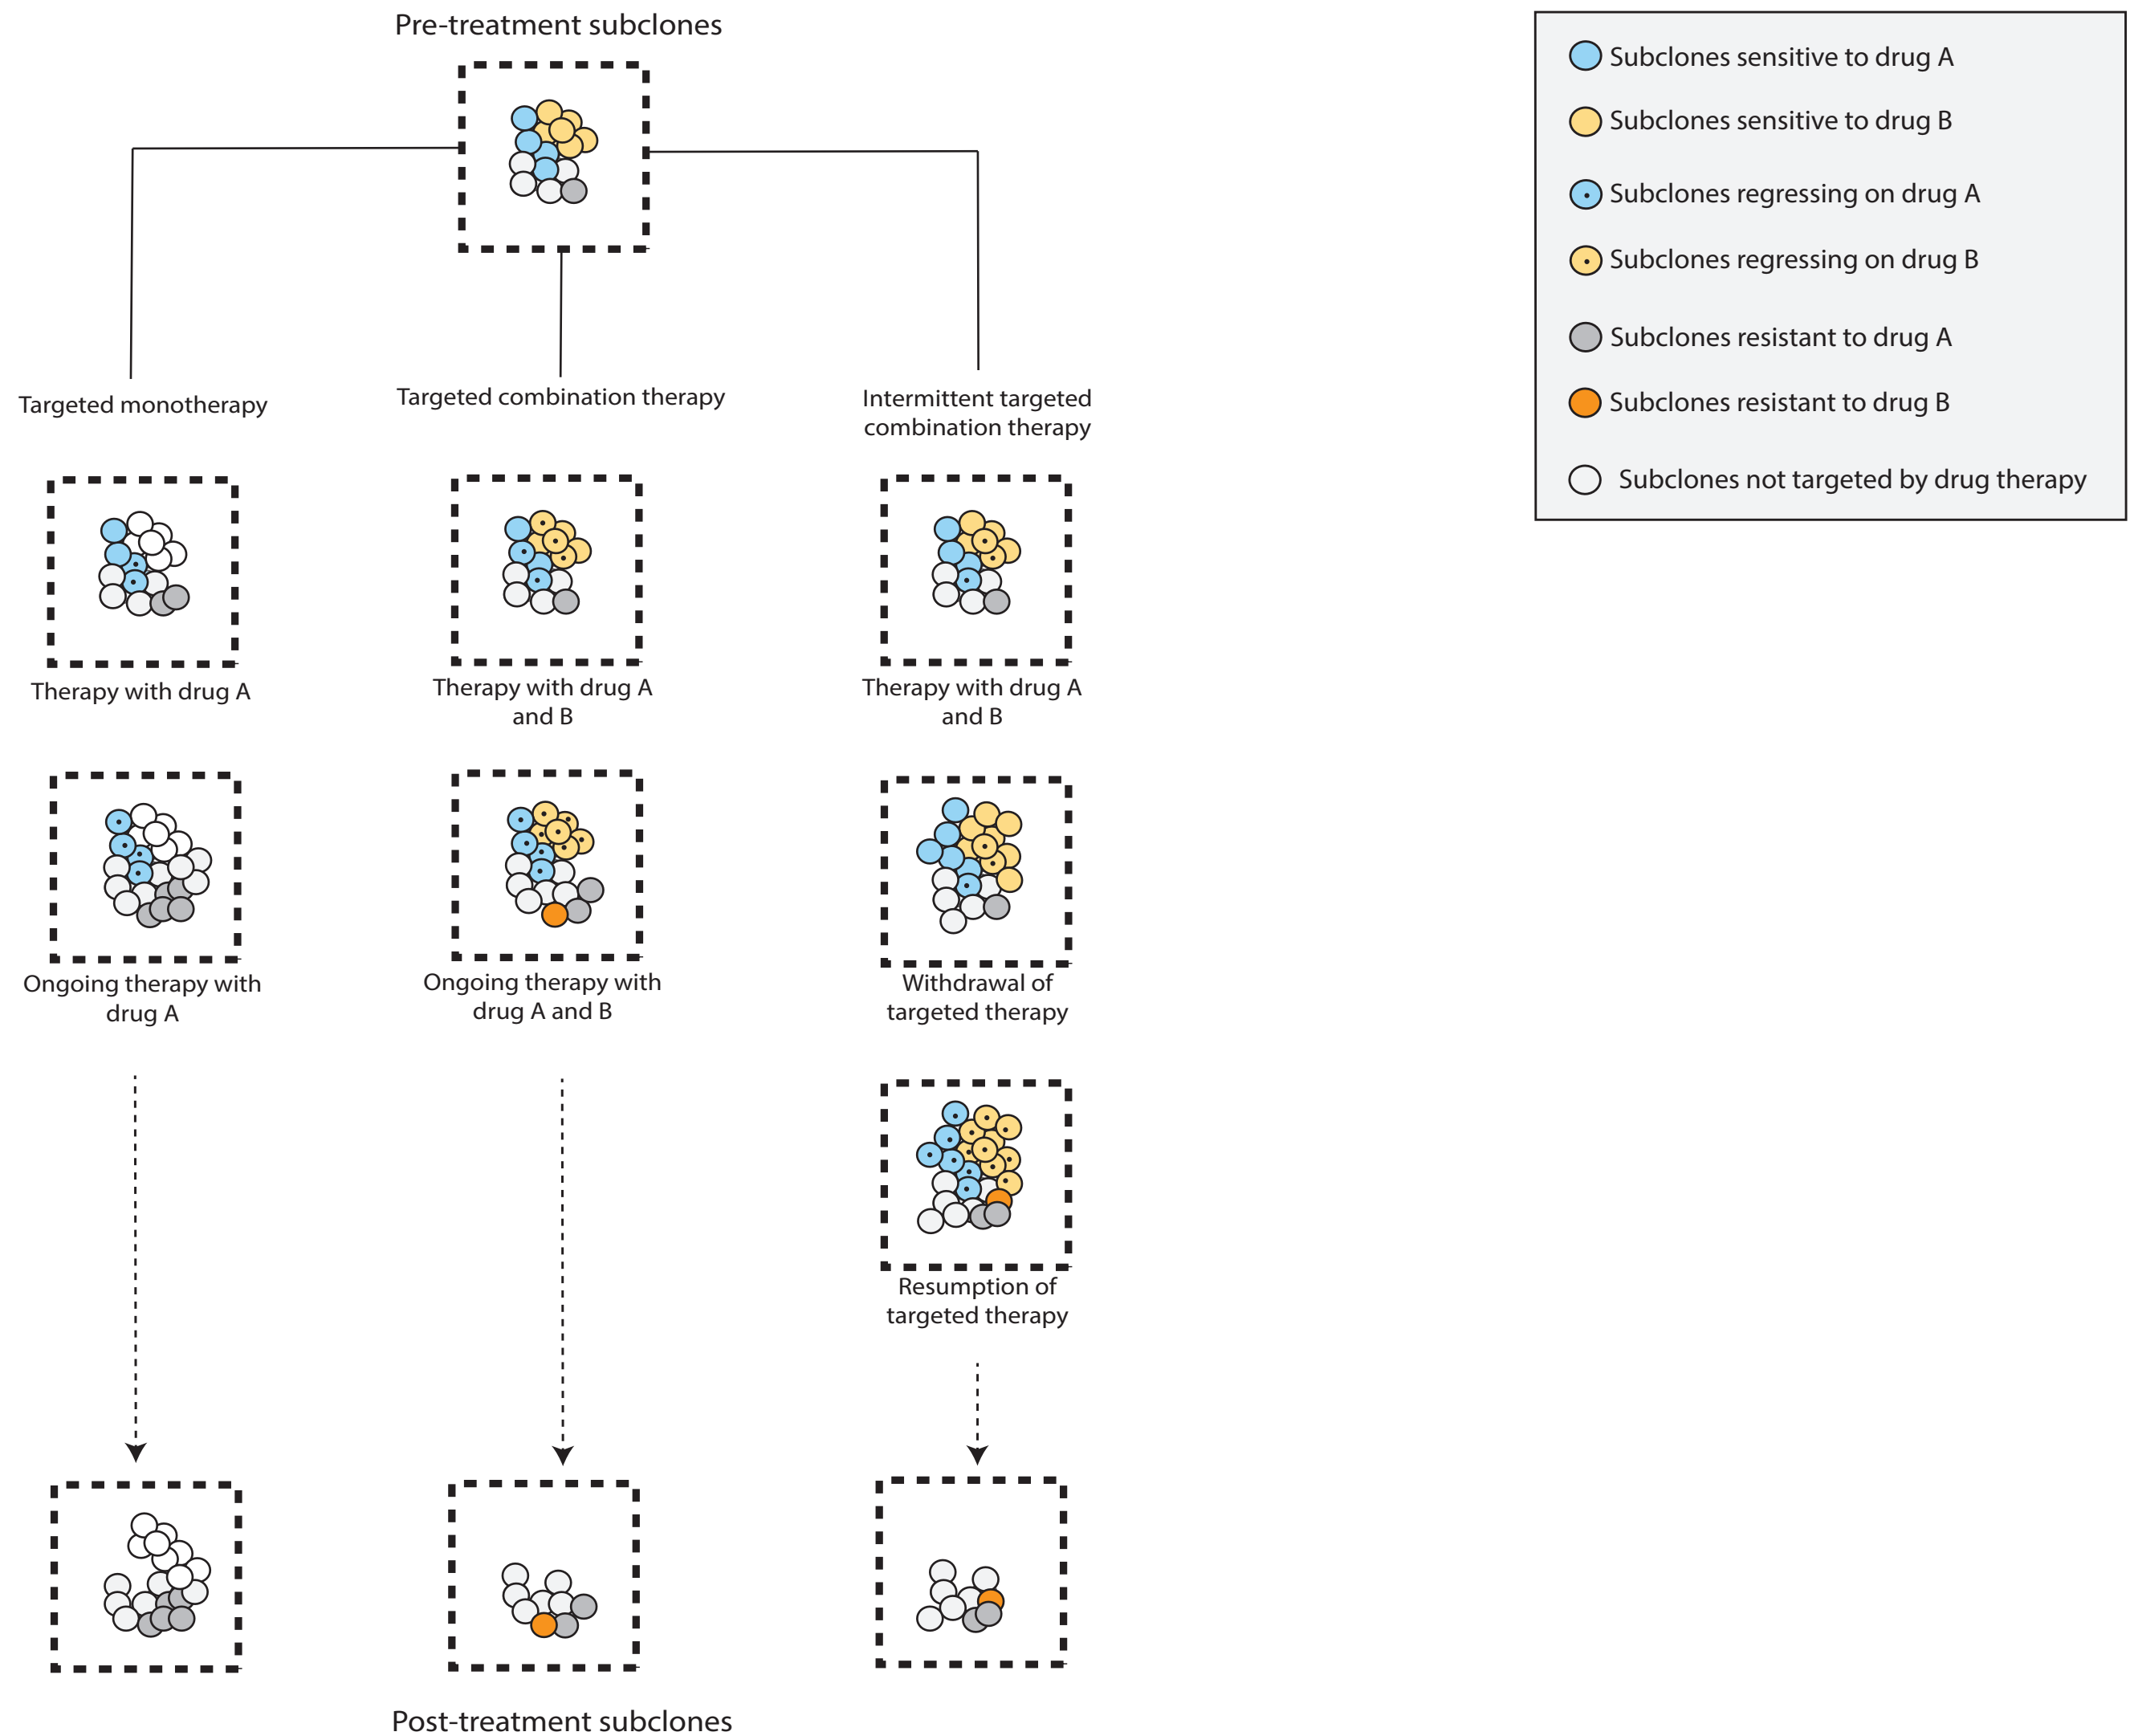 Pre-treatment subclones
Subclones sensitive to drug A
Subclones sensitive to drug B
Subclones regressing on drug A
Subclones regressing on drug B
Subclones resistant to drug A
Subclones resistant to drug B
Subclones not targeted by drug therapy
Targeted monotherapy
Targeted combination therapy
Intermittent targeted
combination therapy
Therapy with drug A
Therapy with drug A
and B
Therapy with drug A
and B
Ongoing therapy with
drug A
Ongoing therapy with
drug A and B
Withdrawal of
targeted therapy
Resumption of
targeted therapy
Post-treatment subclones